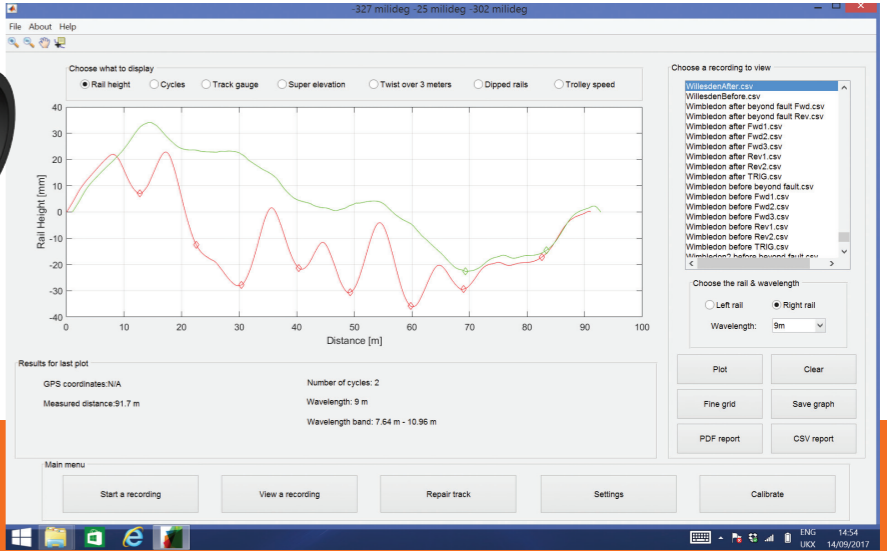 -327 milideg -25 milideg -302 milideg
File About Help
Choose what to display
Rail height Cycles Track gauge Super elevation Twist over 3 meters Dipped rails Trolley speed
40
30
20
10
0
-10
-20
-30
-40
Rail Height [mm]
0 10 20 30 40 50 60 70 80 90 100
Distance [m]
Choose a recording to view
WillesdenAfter.csv
WillesdenBefore.csv
Wimbledon after beyond fault Fwd.csv
Wimbledon after beyond fault Rev.csv
Wimbledon after Fwd1.csv
Wimbledon after Fwd2.csv
Wimbledon after Fwd3.csv
Wimbledon after Rev1.csv
Wimbledon after Rev2.csv
Wimbledon after TRIG.csv
Wimbledon before beyond fault.csv
Wimbledon before Fwd1.csv
Wimbledon before Fwd2.csv
Wimbledon before Fwd3.csv
Wimbledon before Rev1.csv
Wimbledon before Rev2.csv
Wimbledon before TRIG.csv
Wimbledon2 before beyond fault.csv
Choose the rail & wavelength
Left rail Right rail
Wavelength: 9m
Plot Clear
Fine grid Save graph
PDF report CSV report
Results for last plot
GPS coordinates:N/A
Measured distance:91.7 m
Number of cycles: 2
Wavelength: 9 m
Wavelength band: 7.64 m - 10.96 m
Main menu
Start a recording View a recording Repair track Settings Calibrate
ENG 14:54
UKX 14/09/2017